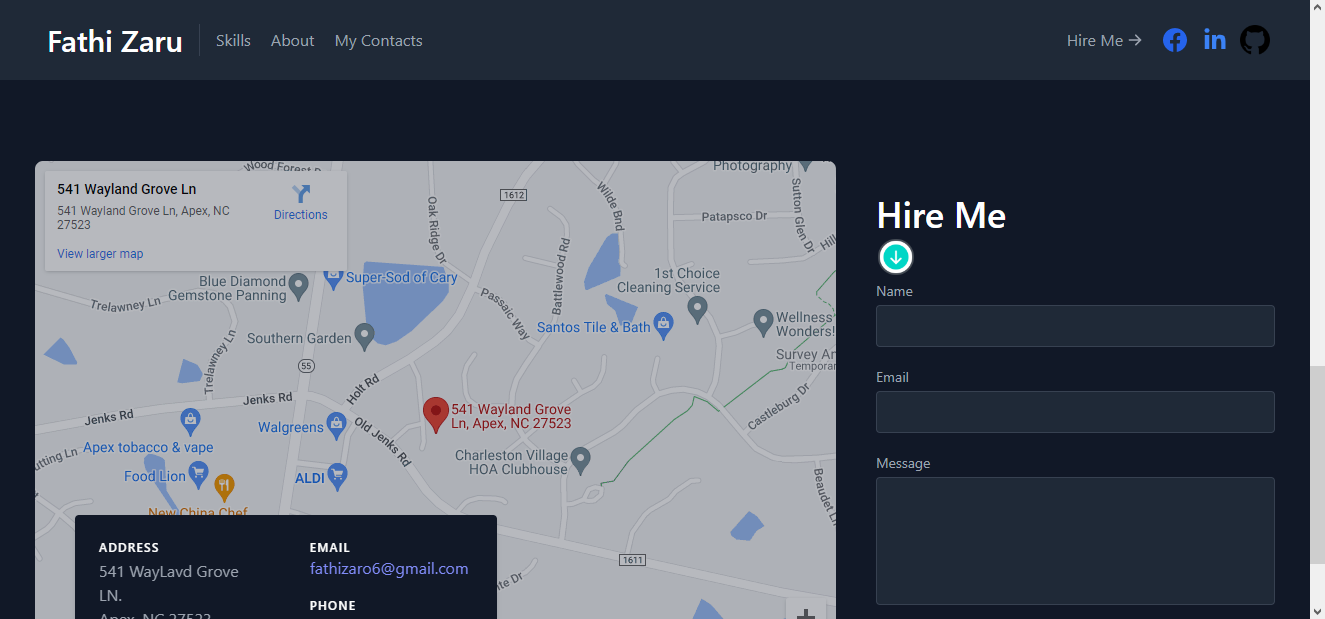 Fathi Zaru
Skills
About
My Contacts
Hire Me →
541 Wayland Grove Ln
541 Wayland Grove Ln, Apex, NC
27523
Directions
View larger map
Photography
1612
Oak Ridge Dr
Wilde Bnd
Patapsco Dr
Sutton Glen Dr
Blue Diamond
Gemstone Panning
Super-Sod of Cary
Battlewood Rd
1st Choice
Cleaning Service
Trelawney Ln
Passaic Way
Southern Garden
Santos Tile & Bath
Wellness
Wonders!
Trelawney Ln
55
Survey
Holt Rd
Jenks Rd
Jenks Rd
541 Wayland Grove
Ln, Apex, NC 27523
Castleburg Dr
Walgreens
Old Jenks Rd
Apex tobacco & vape
Charleston Village
HOA Clubhouse
Food Lion
ALDI
New China Chef
1611
Hire Me
Name
Email
Message
ADDRESS
541 WayLavd Grove
LN.
Apex, NC 27523
EMAIL
fathizaro6@gmail.com
PHONE